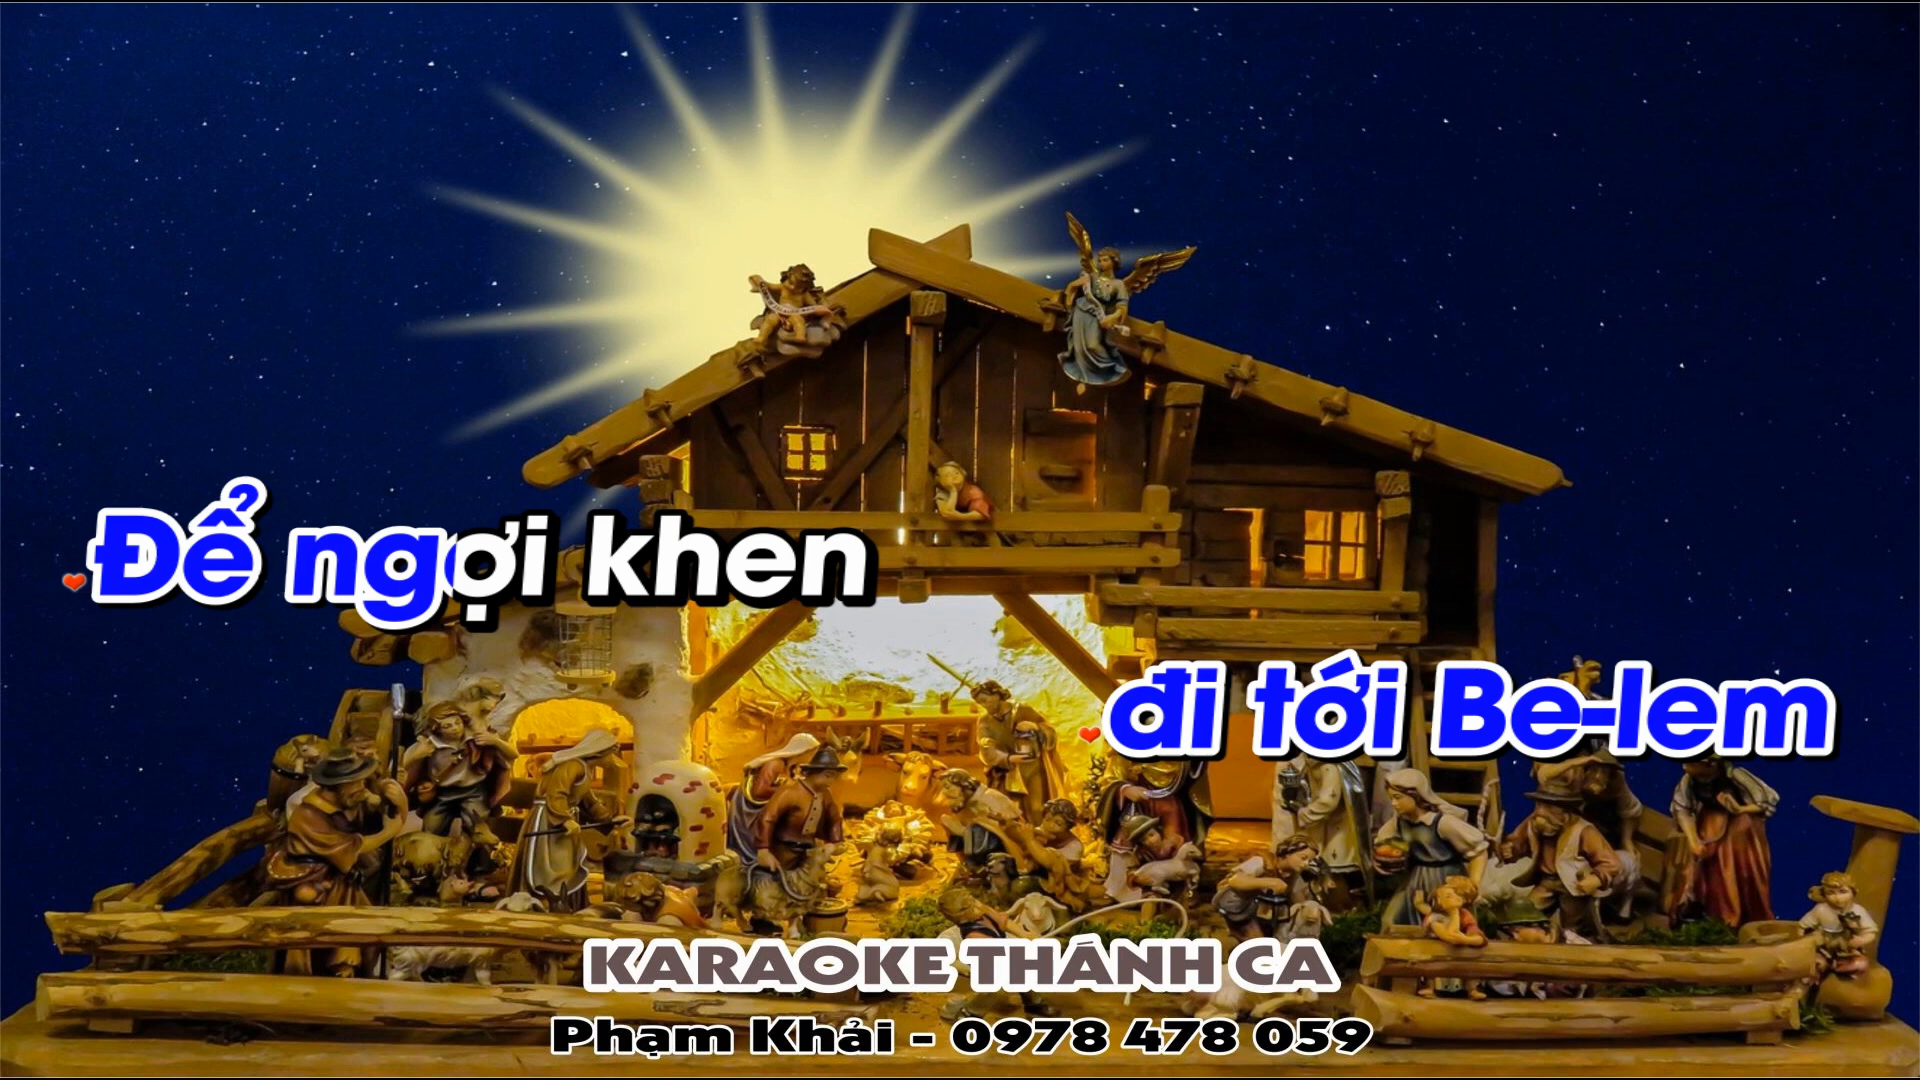 Để ngợi khen
đi tới Be-lem
KARAOKE THÁNH CA
Phạm Khải - 0978 478 059